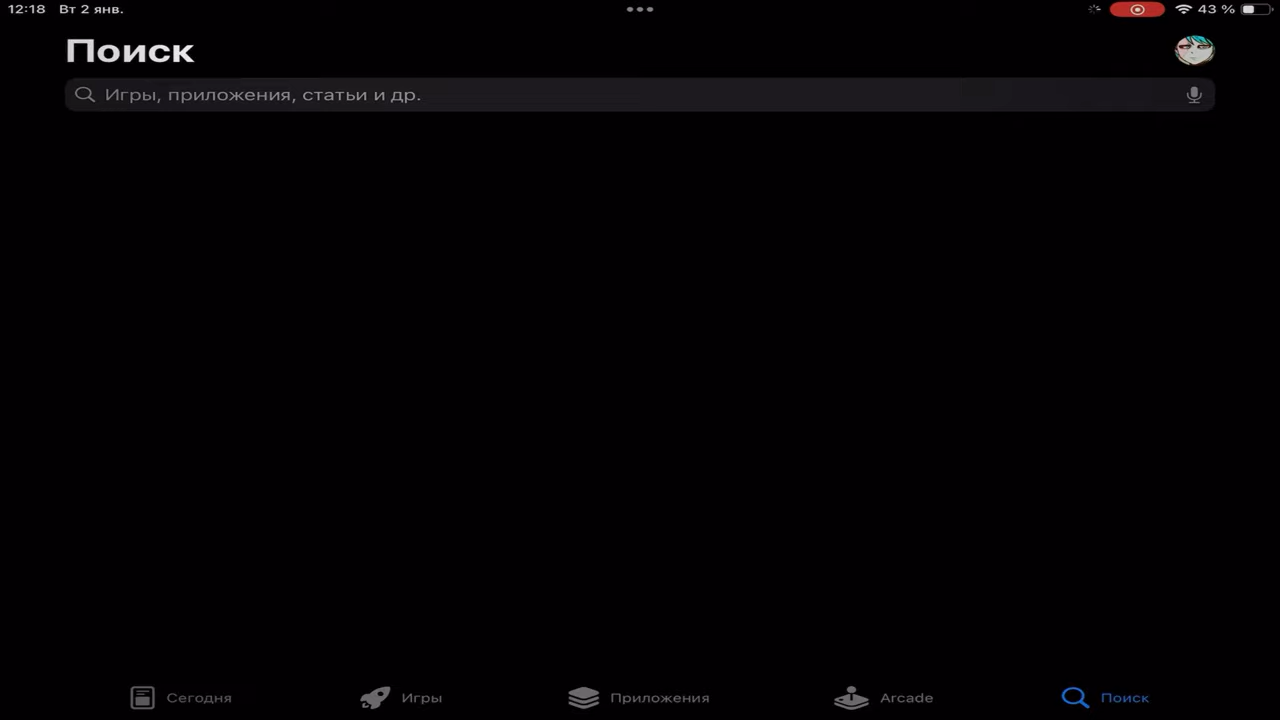 12:18 Вт 2 янв. 43 %
Поиск
Игры, приложения, статьи и др.
Сегодня Игры Приложения Arcade Поиск